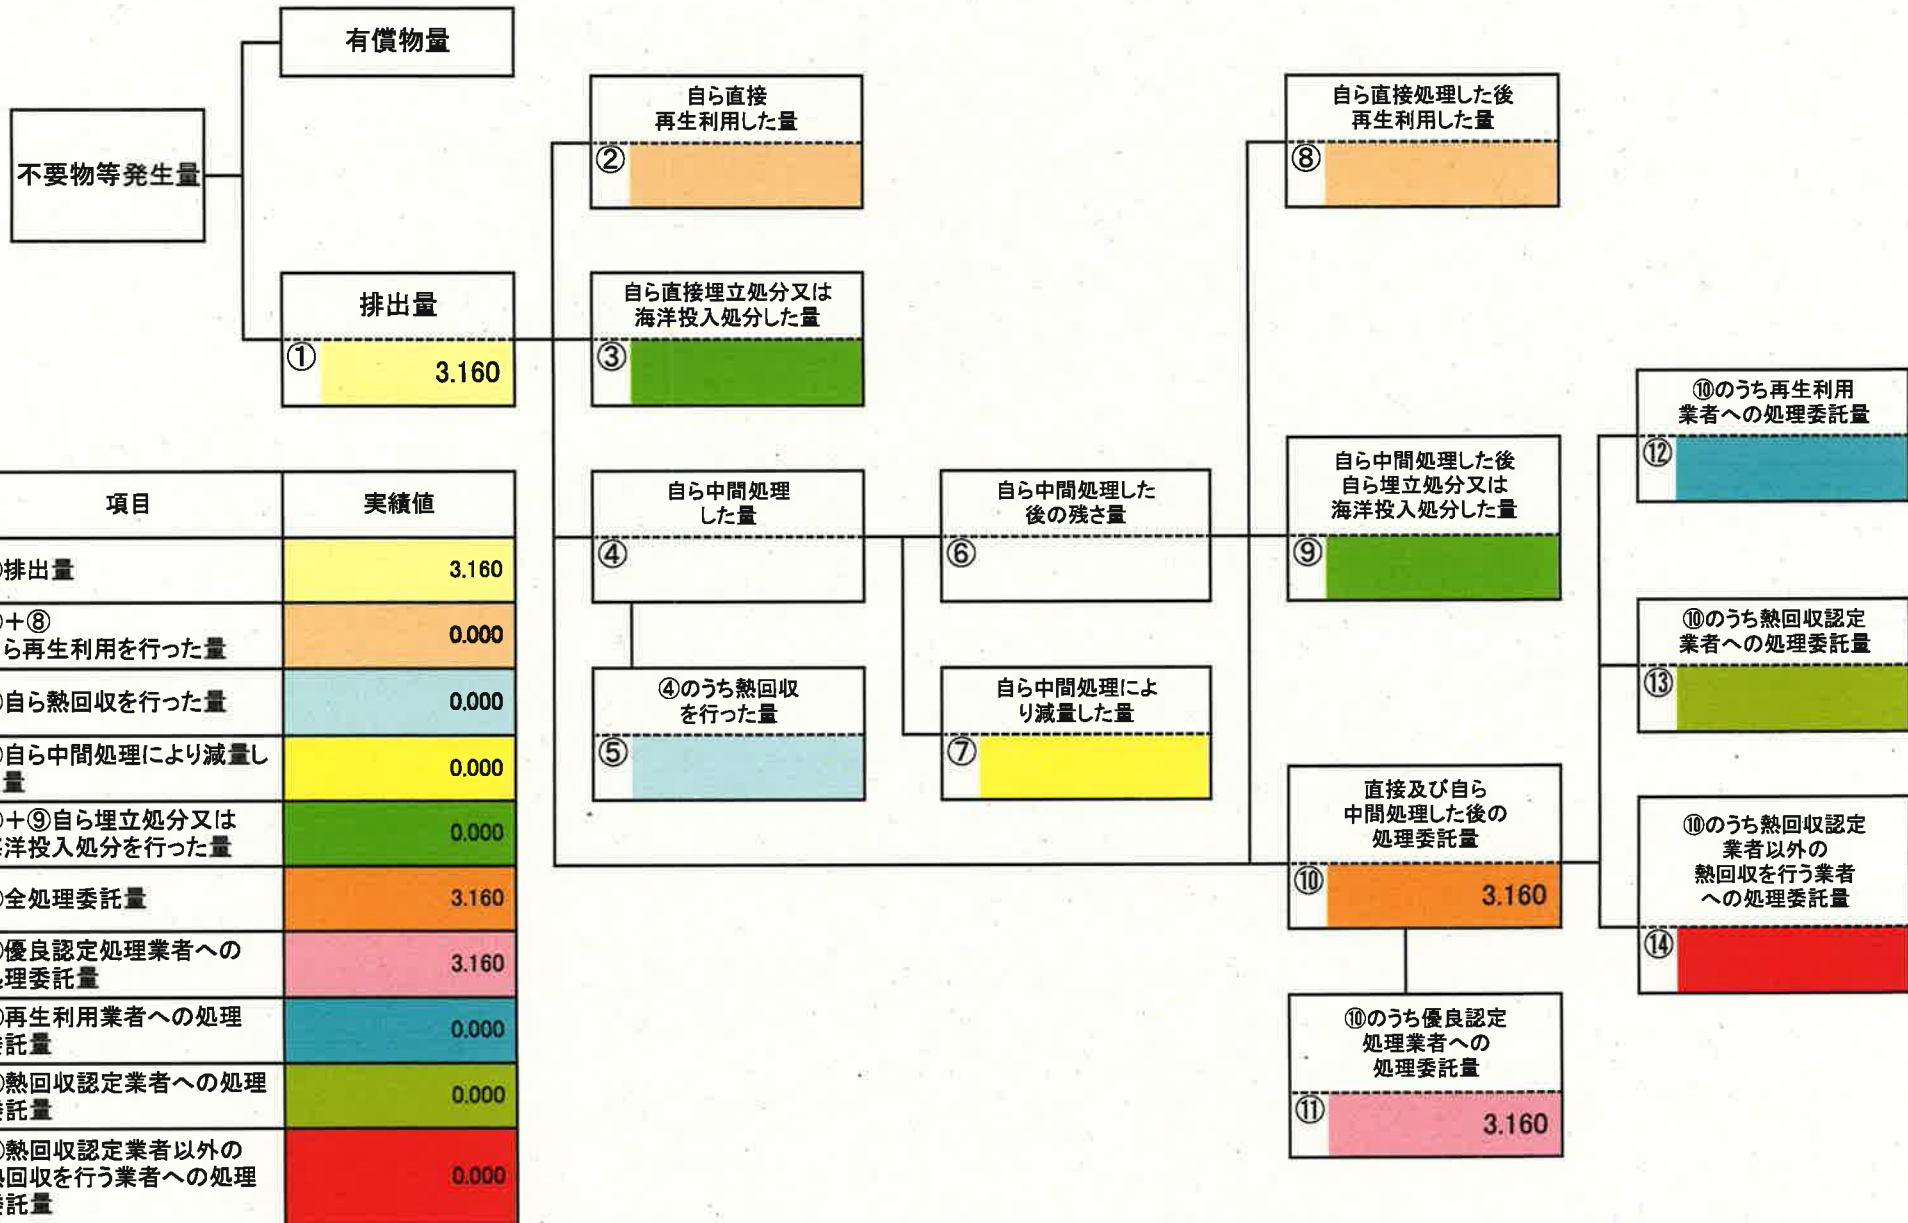 有償物量
不要物等発生量
排出量
①
3.160
自ら直接
再生利用した量
②
自ら直接埋立処分又は
海洋投入処分した量
③
自ら中間処理
した量
④
④のうち熱回収
を行った量
⑤
自ら中間処理した
後の残さ量
⑥
自ら中間処理によ
り減量した量
⑦
自ら直接処理した後
再生利用した量
⑧
自ら中間処理した後
自ら埋立処分又は
海洋投入処分した量
⑨
直接及び自ら
中間処理した後の
処理委託量
⑩
3.160
⑩のうち優良認定
処理業者への
処理委託量
⑪
3.160
⑩のうち再生利用
業者への処理委託量
⑫
⑩のうち熱回収認定
業者への処理委託量
⑬
⑩のうち熱回収認定
業者以外の
熱回収を行う業者
への処理委託量
⑭
項目 実績値
排出量 3.160
+⑧
ら再生利用を行った量 0.000
自ら熱回収を行った量 0.000
自ら中間処理により減量し
量 0.000
+⑨自ら埋立処分又は
洋投入処分を行った量 0.000
全処理委託量 3.160
優良認定処理業者への
理委託量 3.160
再生利用業者への処理
託量 0.000
熱回収認定業者への処理
託量 0.000
熱回収認定業者以外の
回収を行う業者への処理
託量 0.000